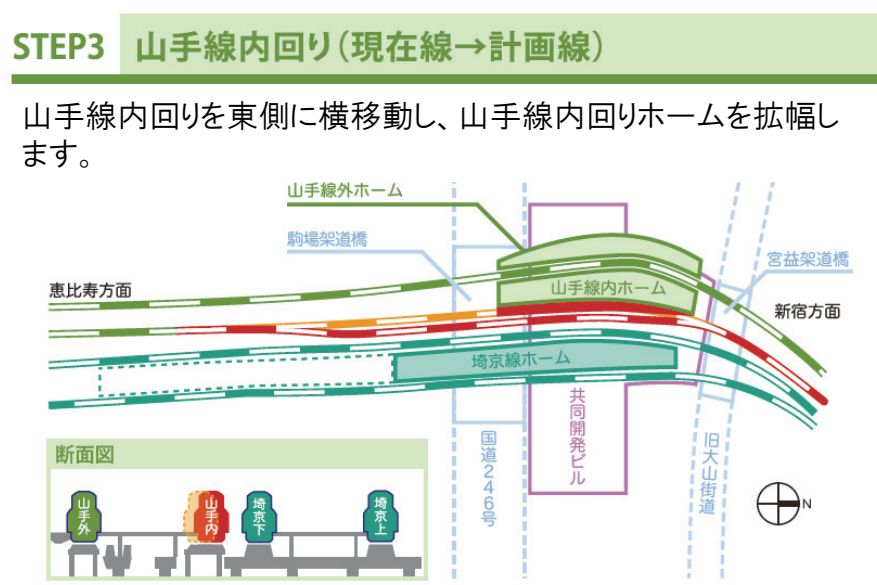 STEP3 山手線内回り（現在線→計画線）
山手線内回りを東側に横移動し、山手線内回りホームを拡幅し
ます。
山手線外ホーム
駒場架道橋
宮益架道橋
恵比寿方面
山手線内ホーム
新宿方面
埼京線ホーム
共同開発ビル
国道246号
旧大山街道
N
断面図
山手外
山手内
埼京下
埼京上